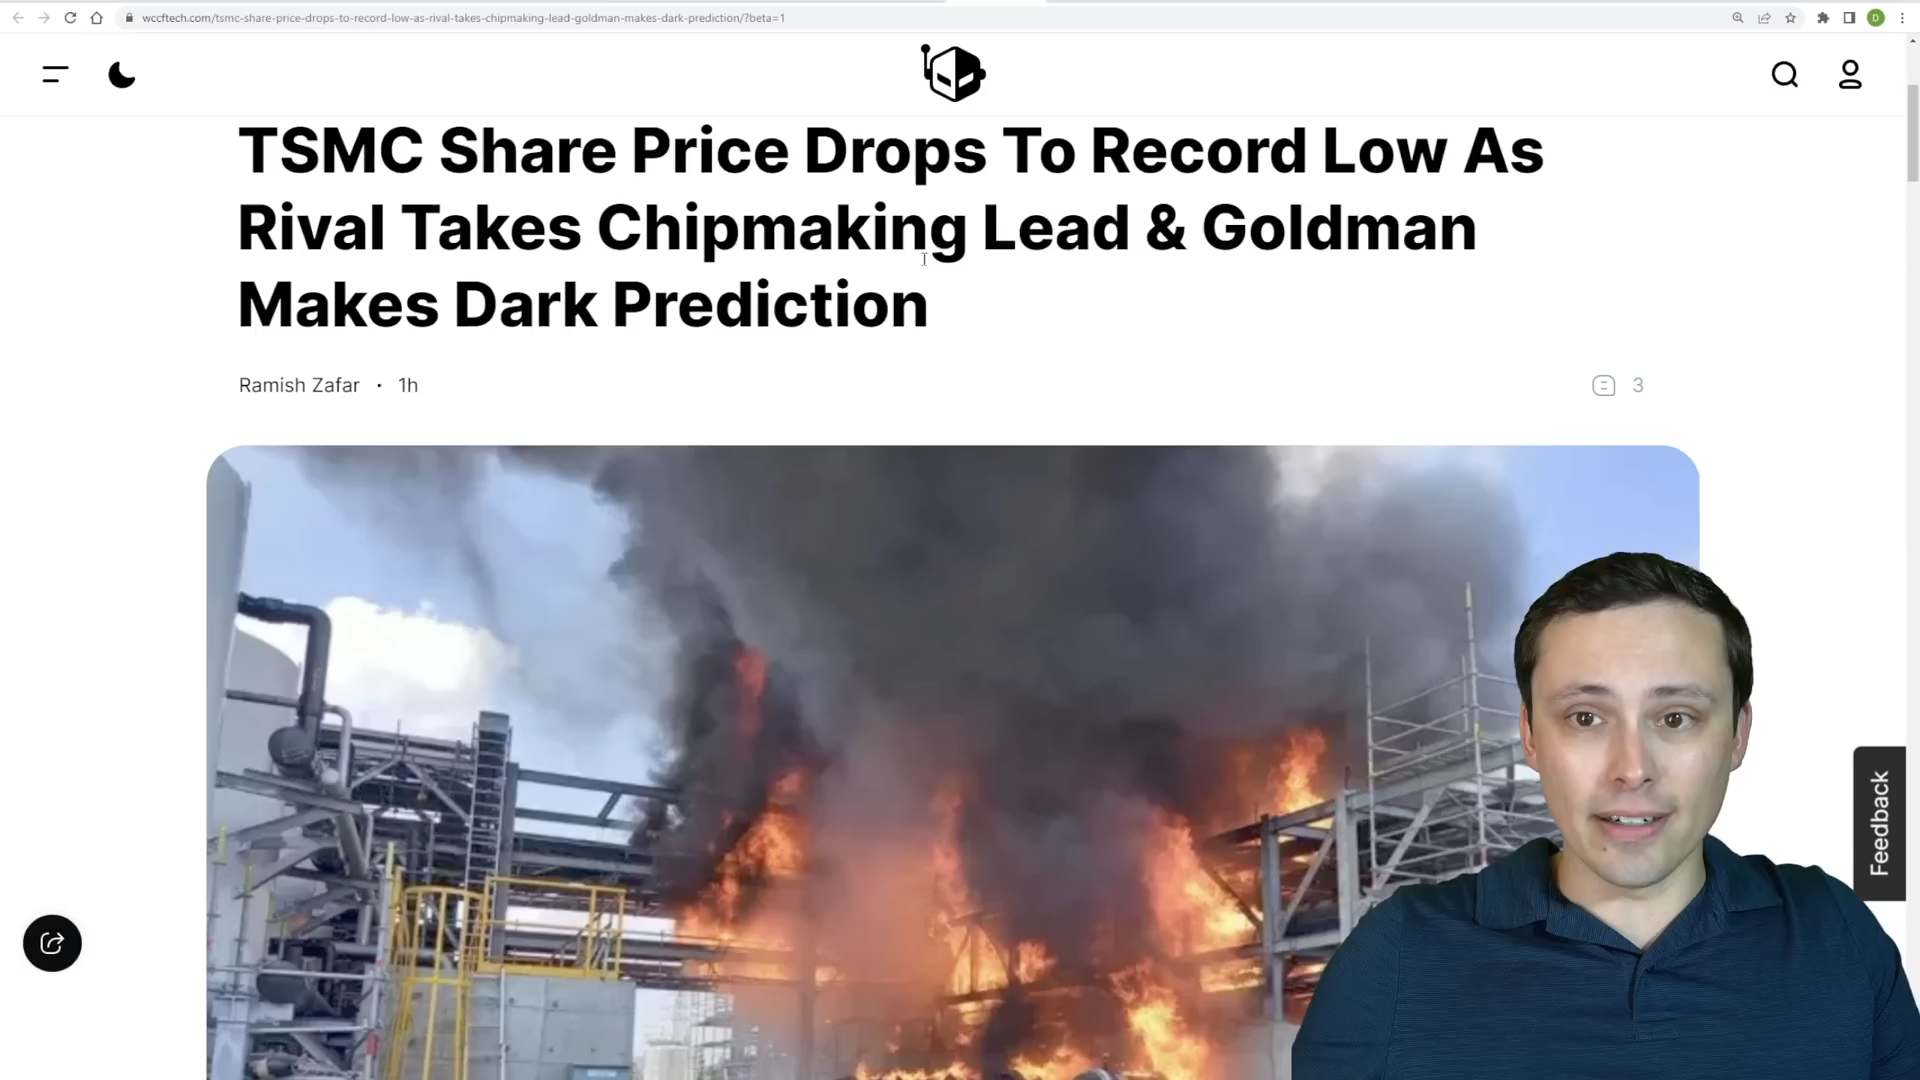 wccftech.com/tsmc-share-price-drops-to-record-low-as-rival-takes-chipmaking-lead-goldman-makes-dark-prediction/?beta=1
D
TSMC Share Price Drops To Record Low As
Rival Takes Chipmaking Lead & Goldman
Makes Dark Prediction
Ramish Zafar • 1h
3
Feedback